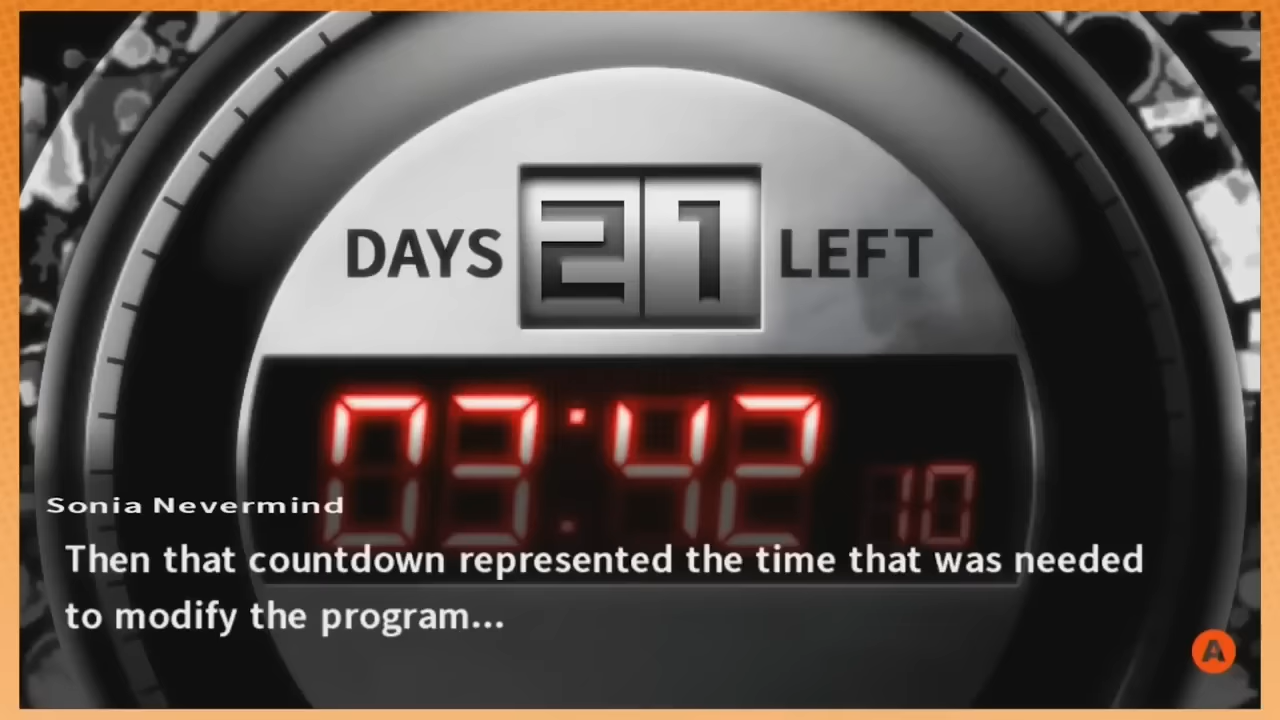 DAYS 21 LEFT
03:42 10
Sonia Nevermind
Then that countdown represented the time that was needed
to modify the program...
A